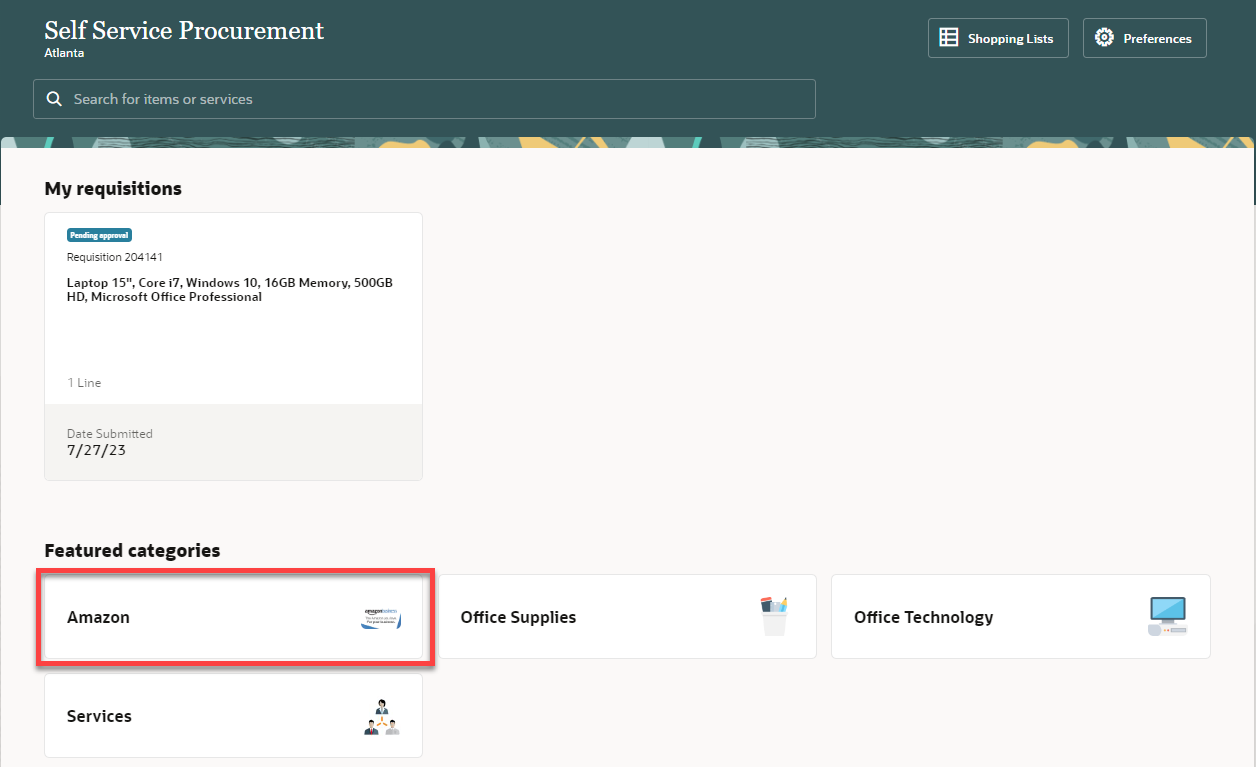 Self Service Procurement
Atlanta
Shopping Lists
Preferences
Search for items or services
My requisitions
Pending approval
Requisition 204141
Laptop 15", Core i7, Windows 10, 16GB Memory, 500GB
HD, Microsoft Office Professional
1 Line
Date Submitted
7/27/23
Featured categories
Amazon
Office Supplies
Office Technology
Services